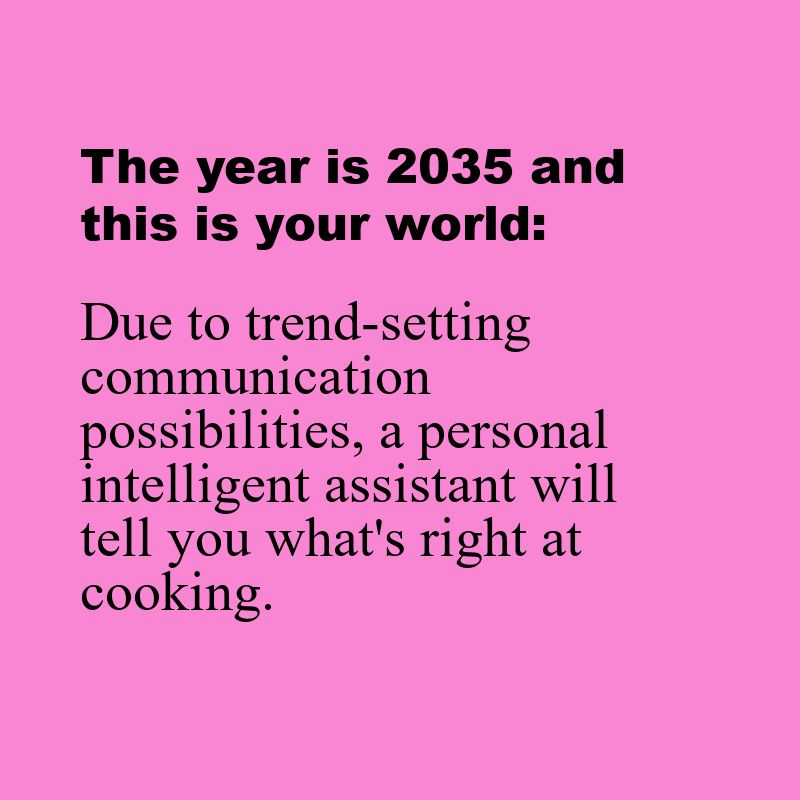 The year is 2035 and
this is your world:
Due to trend-setting
communication
possibilities, a personal
intelligent assistant will
tell you what's right at
cooking.